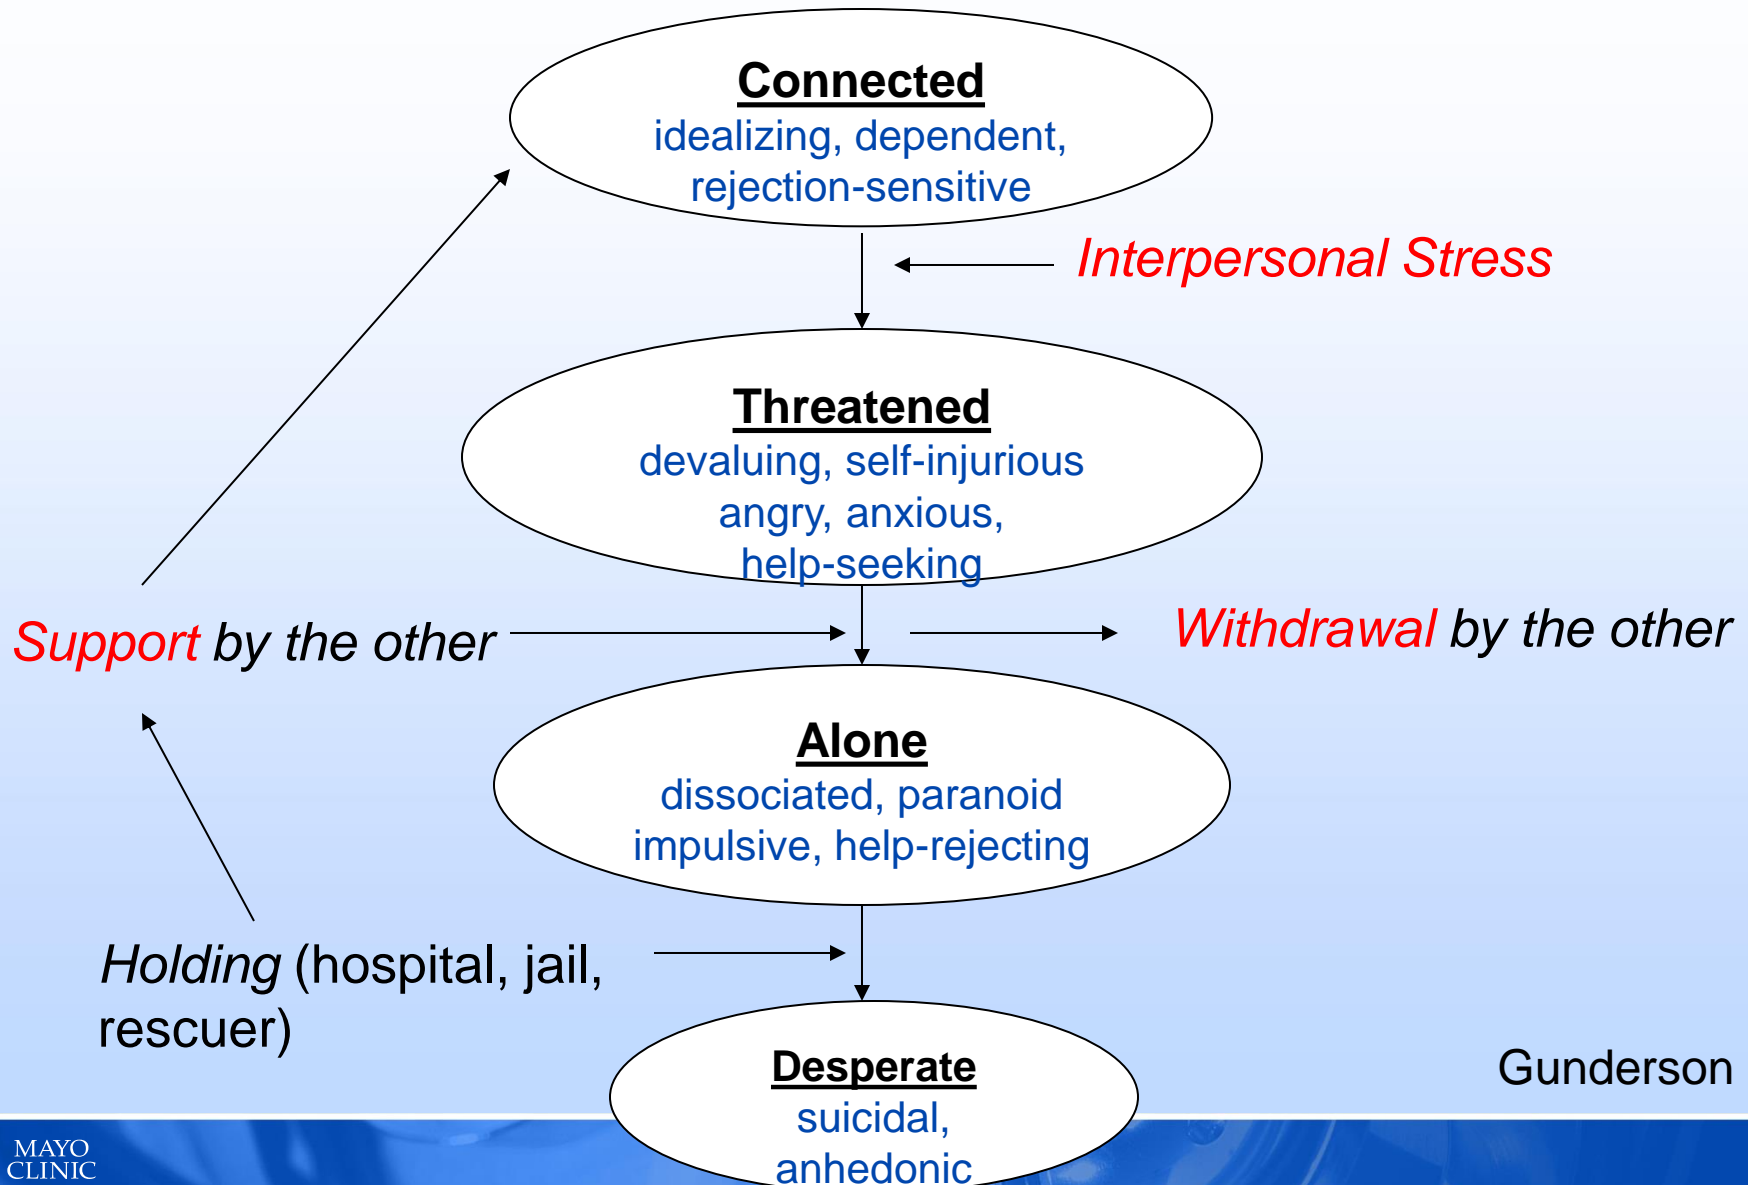 Connected
idealizing, dependent,
rejection-sensitive
Interpersonal Stress
Threatened
devaluing, self-injurious
angry, anxious,
help-seeking
Support by the other
Withdrawal by the other
Alone
dissociated, paranoid
impulsive, help-rejecting
Holding (hospital, jail,
rescuer)
Desperate
suicidal,
anhedonic
Gunderson
MAYO
CLINIC